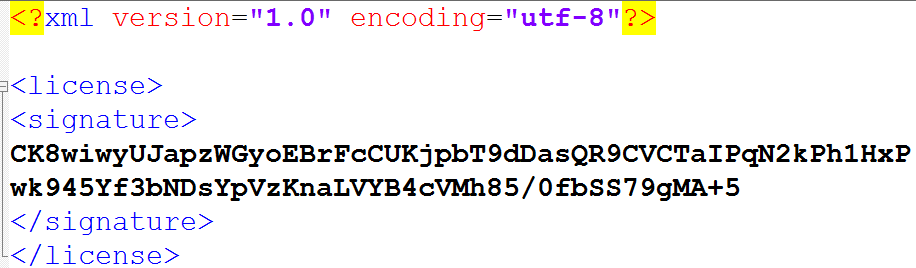 <?xml version="1.0" encoding="utf-8"?>
<license>
<signature>
CK8wiwyUJapzWGyoEBrFcCUKjpbT9dDasQR9CVCTaIPqN2kPh1HxP
wk945Yf3bNDsYpVzKnaLVYB4cVMh85/0fbSS79gMA+5
</signature>
</license>